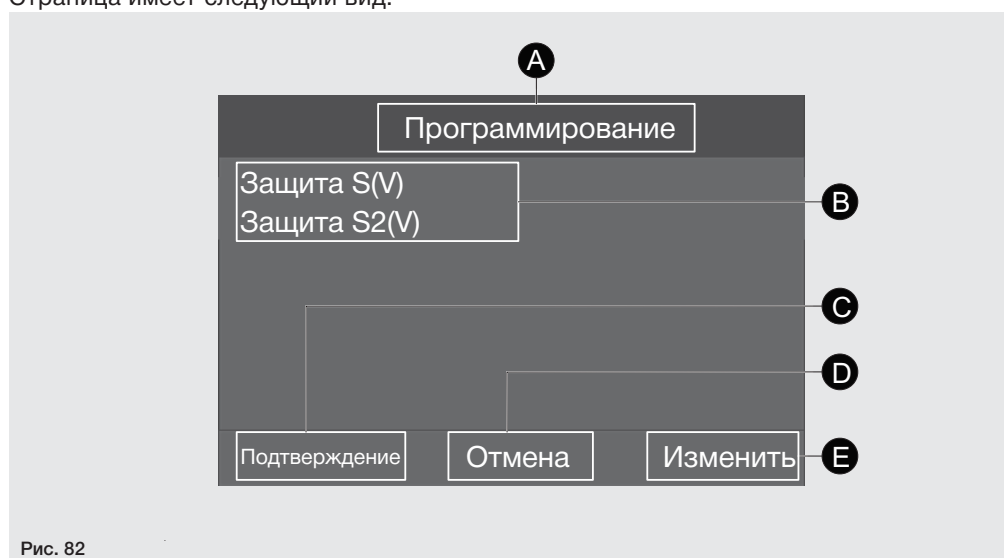 Страница имеет следующий вид:
A
Программирование
Защита S(V)
Защита S2(V)
B
C
D
Подтверждение
Отмена
Изменить
E
Рис. 82